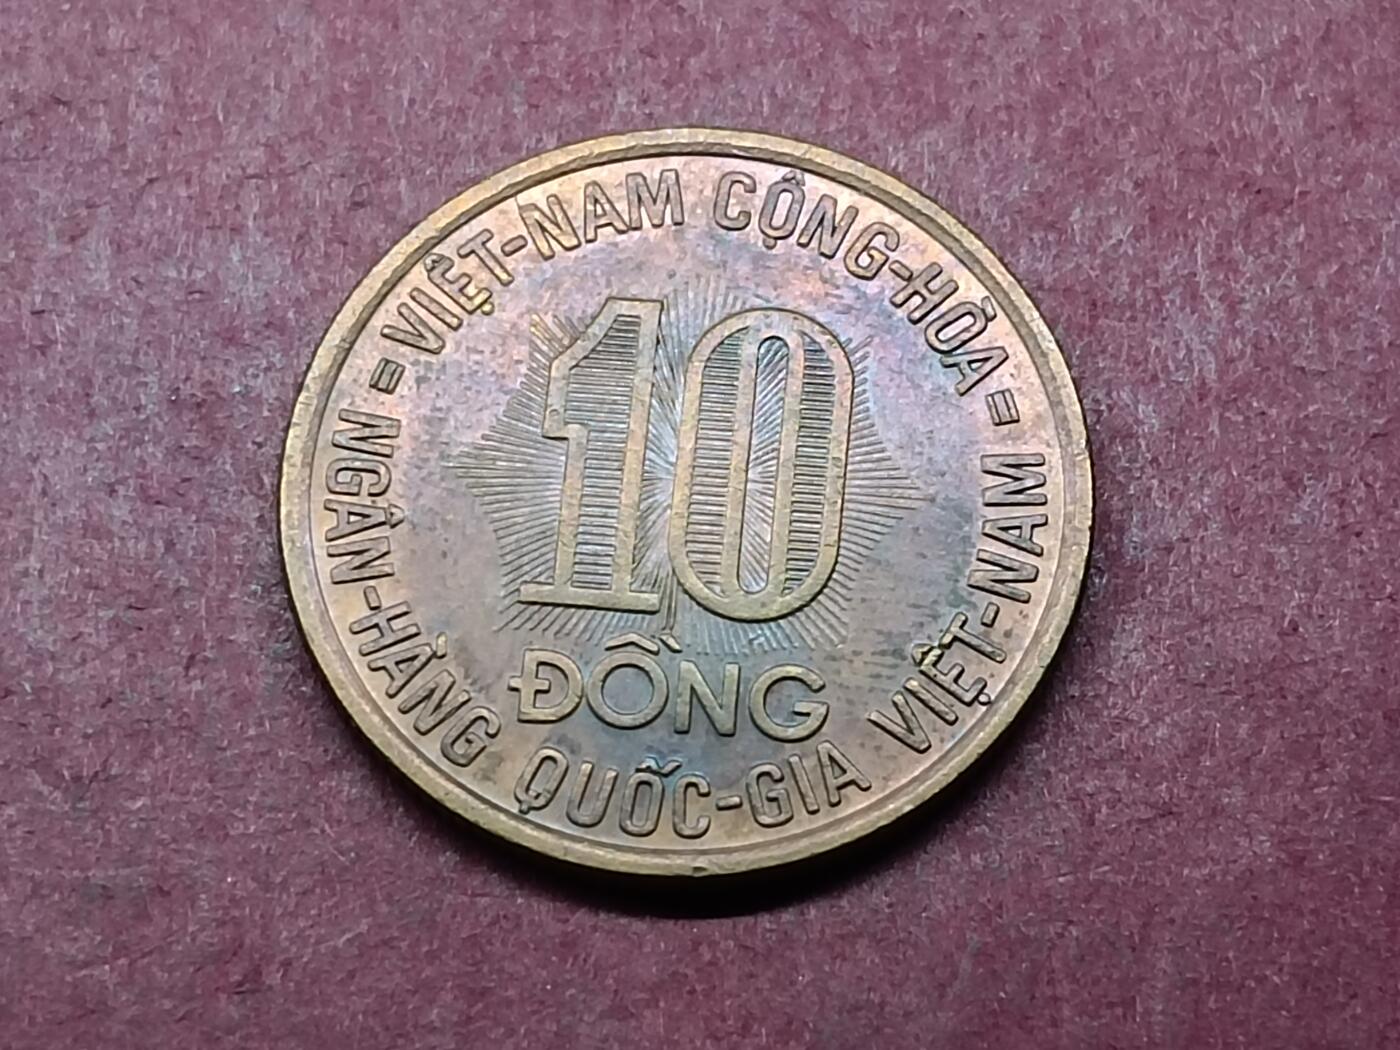 = VIỆT-NAM CỘNG-HÒA =
10
ĐỒNG
NGÂN-HÀNG QUỐC-GIA VIỆT-NAM